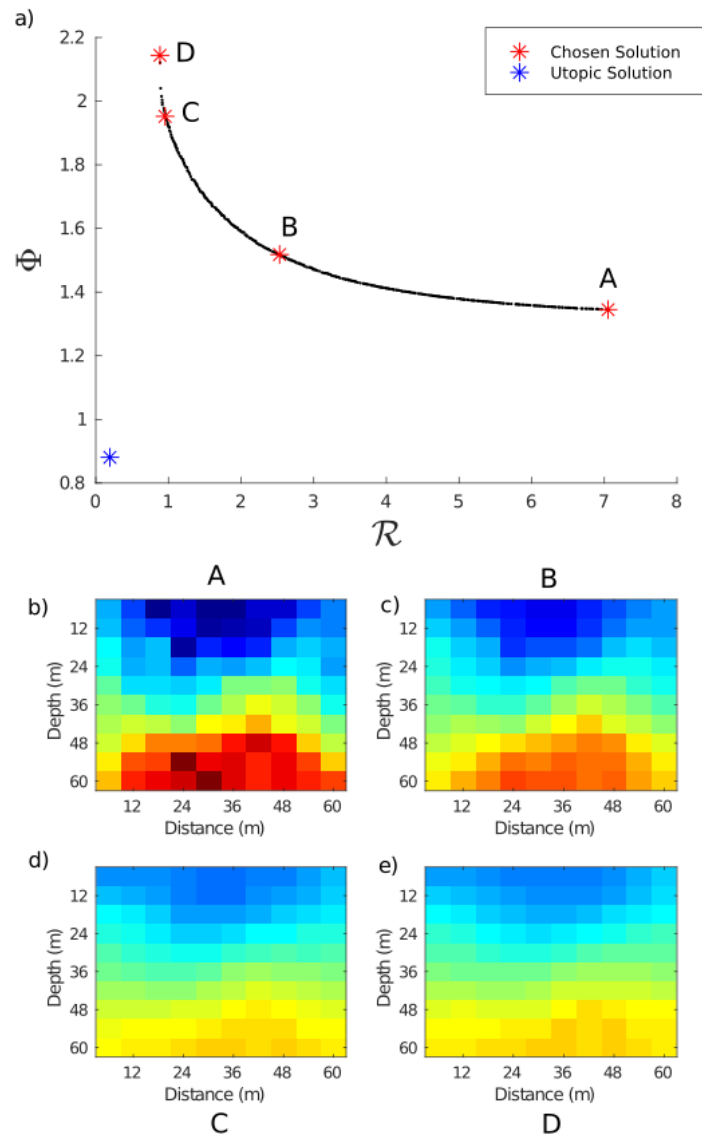 a)
2.2
2
1.8
1.6
1.4
1.2
1
0.8
Φ
D
C
B
A
Chosen Solution
Utopic Solution
0 1 2 3 4 5 6 7 8
ℛ
A B
b) c)
12 12
24 24
36 36
48 48
60 60
Depth (m) Depth (m)
12 24 36 48 60 12 24 36 48 60
Distance (m) Distance (m)
d) e)
12 12
24 24
36 36
48 48
60 60
Depth (m) Depth (m)
12 24 36 48 60 12 24 36 48 60
Distance (m) Distance (m)
C D